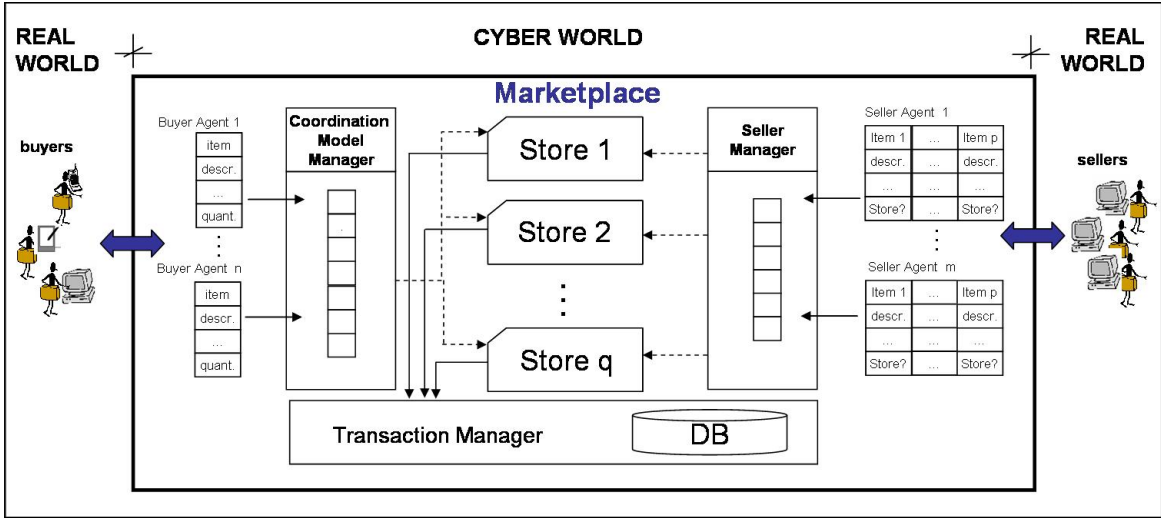 REAL
WORLD
CYBER WORLD
REAL
WORLD
Marketplace
buyers
Buyer Agent 1
item
descr.
...
quant.
Buyer Agent n
item
descr.
...
quant.
Coordination
Model
Manager
Store 1
Store 2
Store q
Seller
Manager
Seller Agent 1
Item 1 ... Item p
descr. ... descr.
... ... ...
Store? ... Store?
Seller Agent m
Item 1 ... Item p
descr. ... descr.
... ... ...
Store? ... Store?
sellers
Transaction Manager
DB